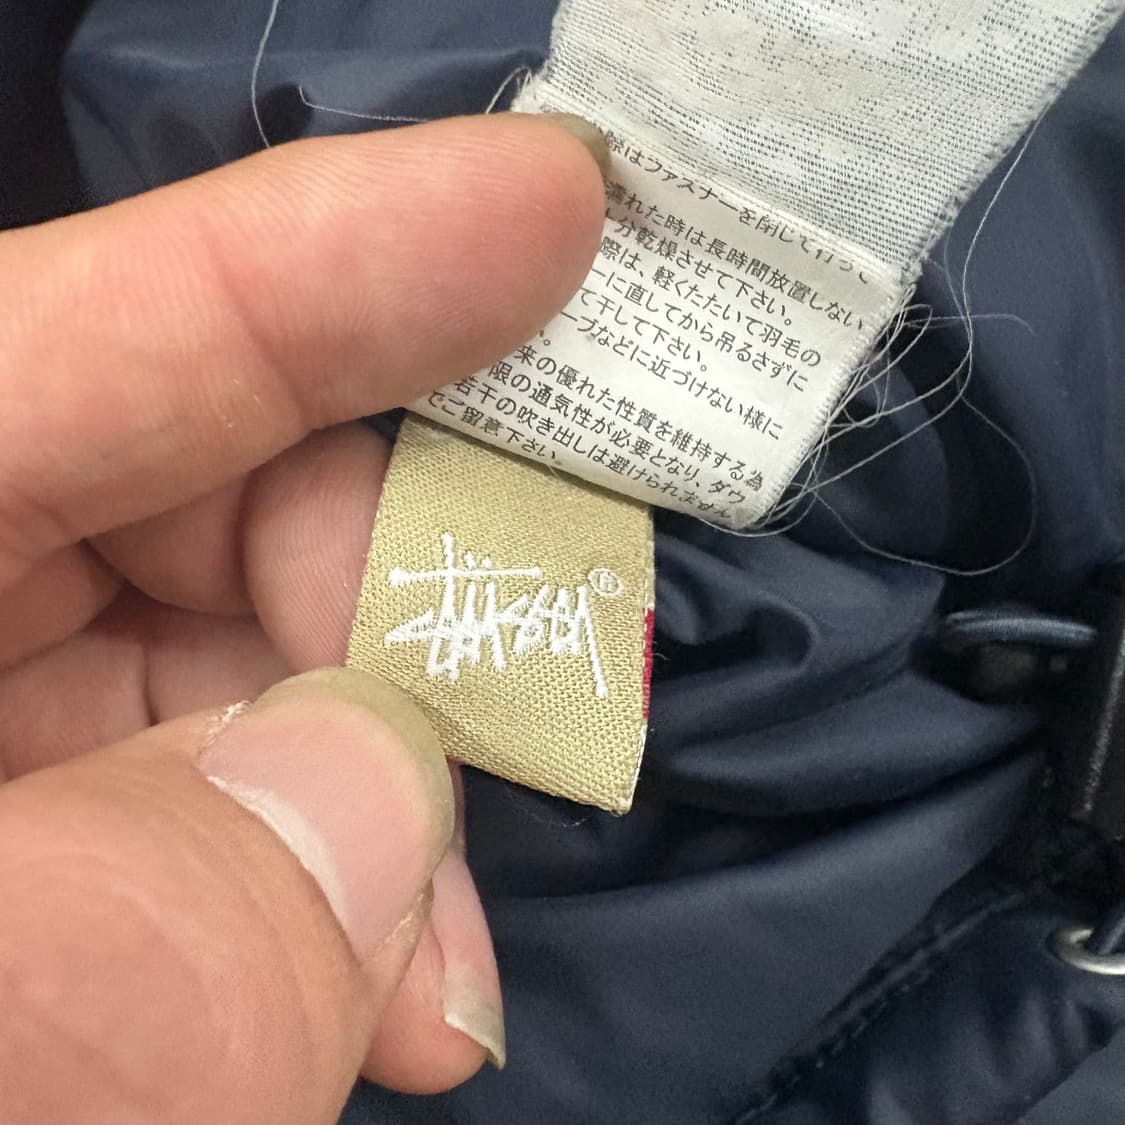 際はファスナーを閉じて行って
濡れた時は長時間放置しない
分乾燥させて下さい。
際は、軽くたたいて羽毛の
ーに直してから吊るさずに
て干して下さい。
ーブなどに近づけない様に
。
来の優れた性質を維持する為
限の通気性が必要となり、ダウ
若干の吹き出しは避けられません
でご留意下さい。
Stüssy ®